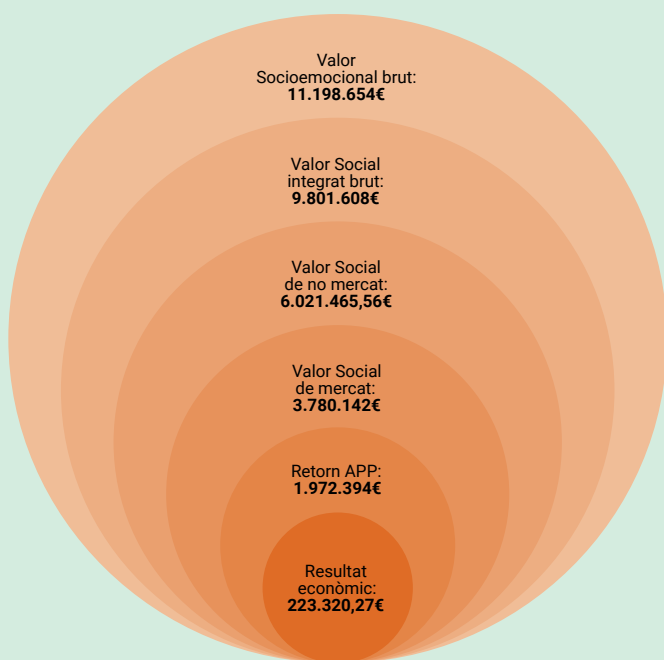 Valor
Socioemocional brut:
11.198.654€
Valor Social
integrat brut:
9.801.608€
Valor Social
de no mercat:
6.021.465,56€
Valor Social
de mercat:
3.780.142€
Retorn APP:
1.972.394€
Resultat
econòmic:
223.320,27€